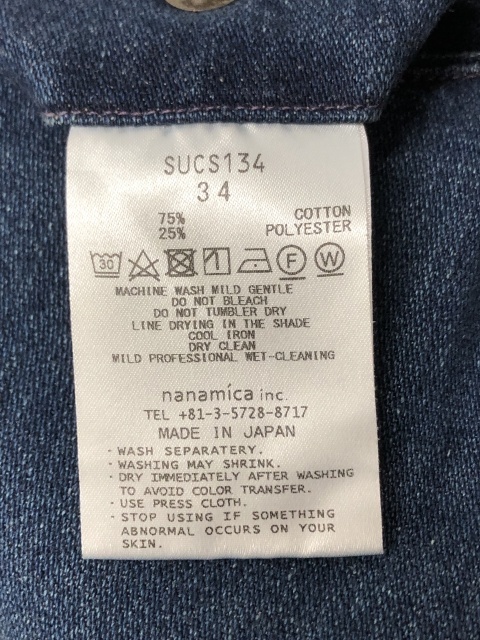 SUCS134
34
75% COTTON
25% POLYESTER
30 F W
MACHINE WASH MILD GENTLE
DO NOT BLEACH
DO NOT TUMBLER DRY
LINE DRYING IN THE SHADE
COOL IRON
DRY CLEAN
MILD PROFESSIONAL WET-CLEANING
nanamica inc.
TEL +81-3-5728-8717
MADE IN JAPAN
· WASH SEPARATERY.
· WASHING MAY SHRINK.
· DRY IMMEDIATELY AFTER WASHING
TO AVOID COLOR TRANSFER.
· USE PRESS CLOTH.
· STOP USING IF SOMETHING
ABNORMAL OCCURS ON YOUR
SKIN.